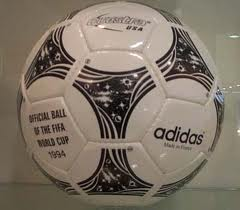 Questra
USA
OFFICIAL BALL
OF THE FIFA
WORLD CUP
1994
adidas
Made in France